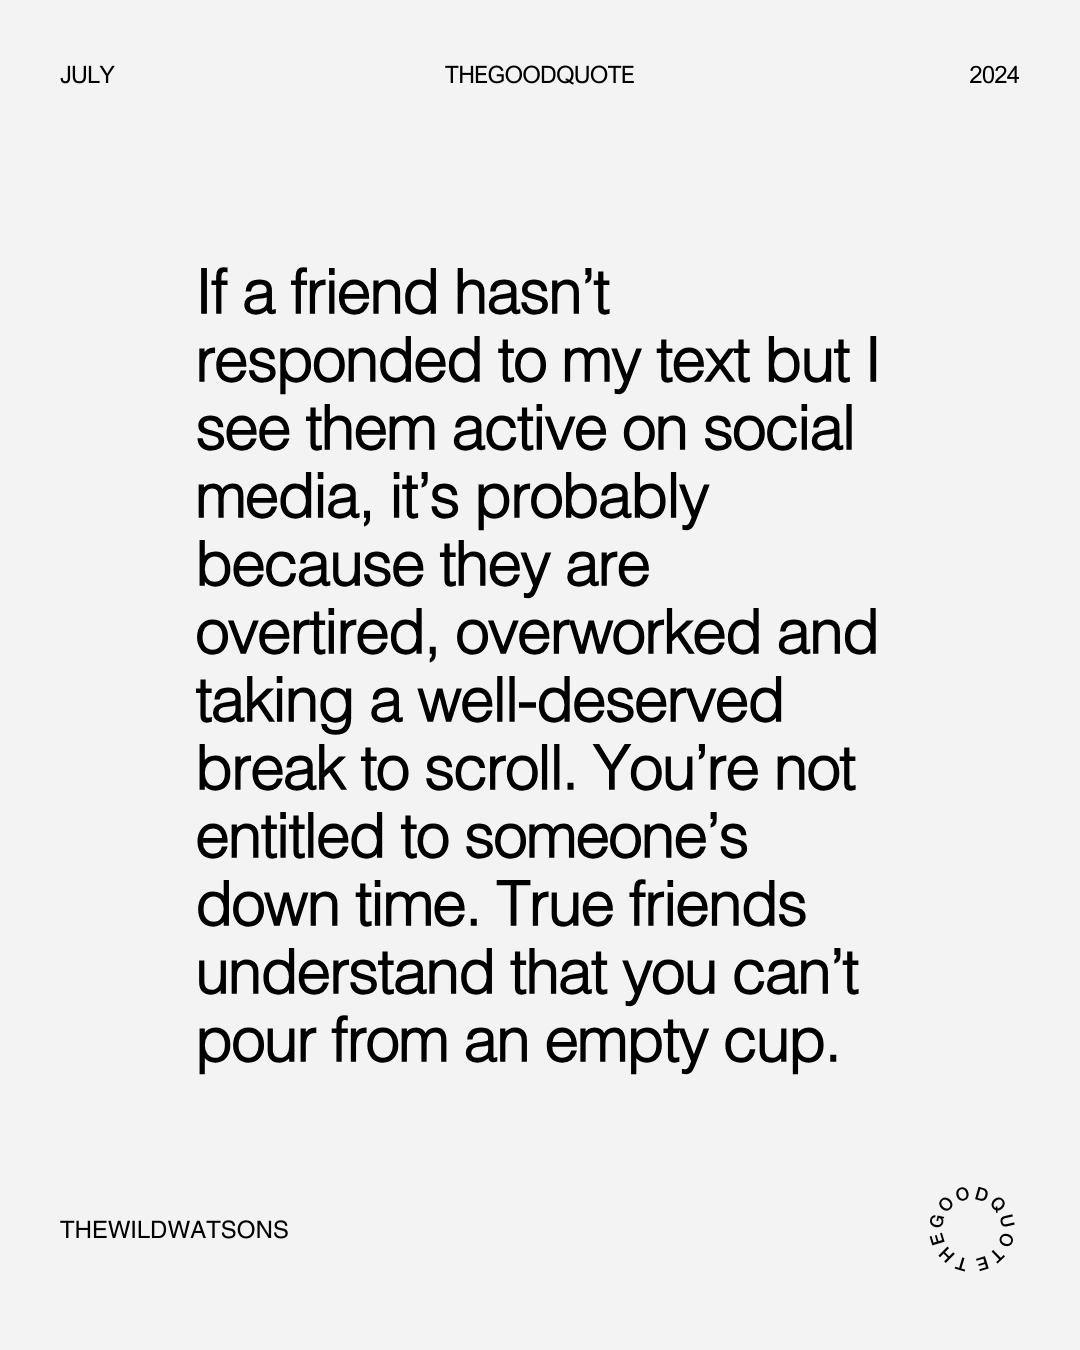 JULY THEGOODQUOTE 2024
If a friend hasn’t
responded to my text but I
see them active on social
media, it’s probably
because they are
overtired, overworked and
taking a well-deserved
break to scroll. You’re not
entitled to someone’s
down time. True friends
understand that you can’t
pour from an empty cup.
THEWILDWATSONS
THEGOODQUOTE